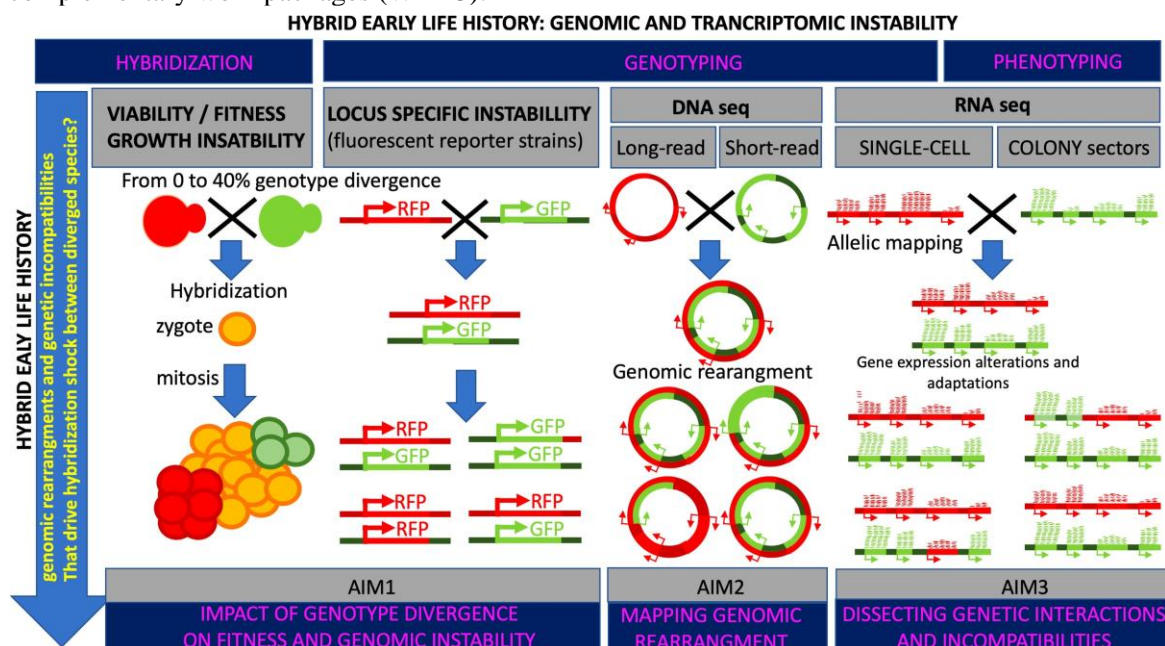 HYBRID EARLY LIFE HISTORY: GENOMIC AND TRANCRIPTOMIC INSTABILITY
HYBRIDIZATION
GENOTYPING
PHENOTYPING
VIABILITY / FITNESS
GROWTH INSATBILITY
LOCUS SPECIFIC INSTABILLITY
(fluorescent reporter strains)
DNA seq
Long-read
Short-read
RNA seq
SINGLE-CELL
COLONY sectors
HYBRID EALY LIFE HISTORY
genomic rearrangments and genetic incompatibilities
That drive hybridization shock between diverged species?
From 0 to 40% genotype divergence
RFP
GFP
Allelic mapping
Hybridization
zygote
mitosis
RFP
GFP
Genomic rearrangment
Gene expression alterations and
adaptations
RFP
GFP
GFP
GFP
RFP
RFP
RFP
GFP
AIM1
IMPACT OF GENOTYPE DIVERGENCE
ON FITNESS AND GENOMIC INSTABILITY
AIM2
MAPPING GENOMIC
REARRANGMENT
AIM3
DISSECTING GENETIC INTERACTIONS
AND INCOMPATIBILITIES